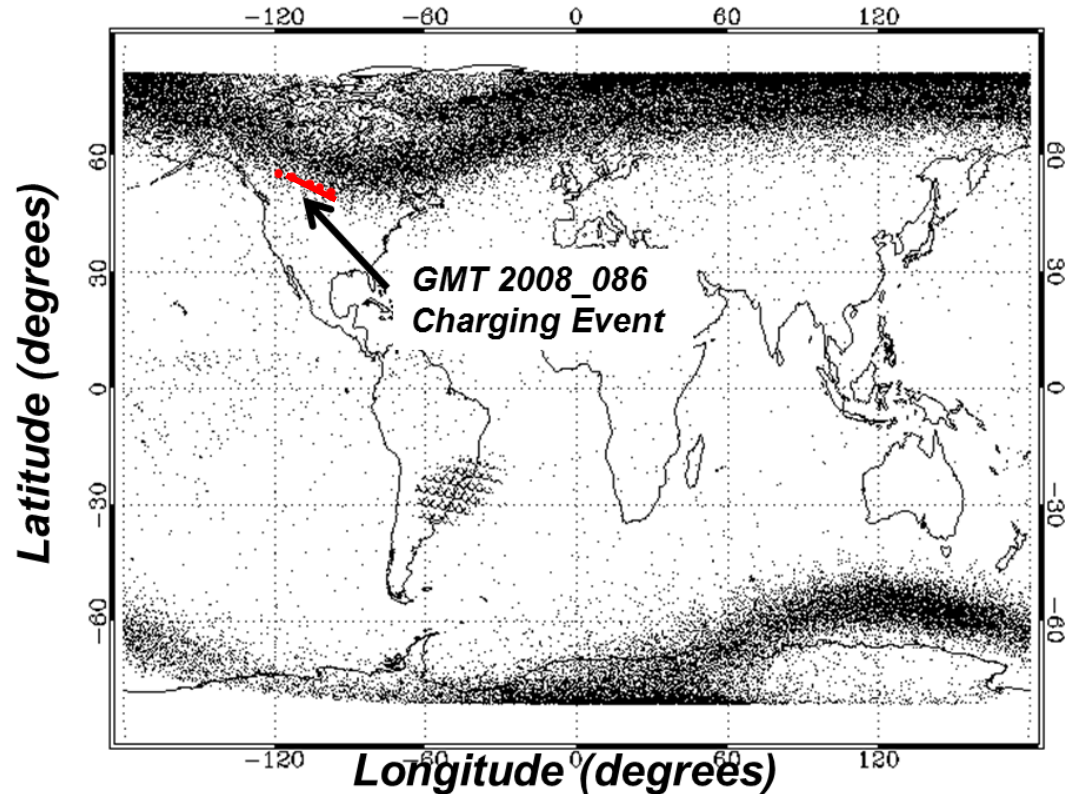 -120 -60 0 60 120
60 60
30 30
0 0
-30 -30
-60 -60
-120 -60 0 60 120
Latitude (degrees)
GMT 2008_086
Charging Event
Longitude (degrees)